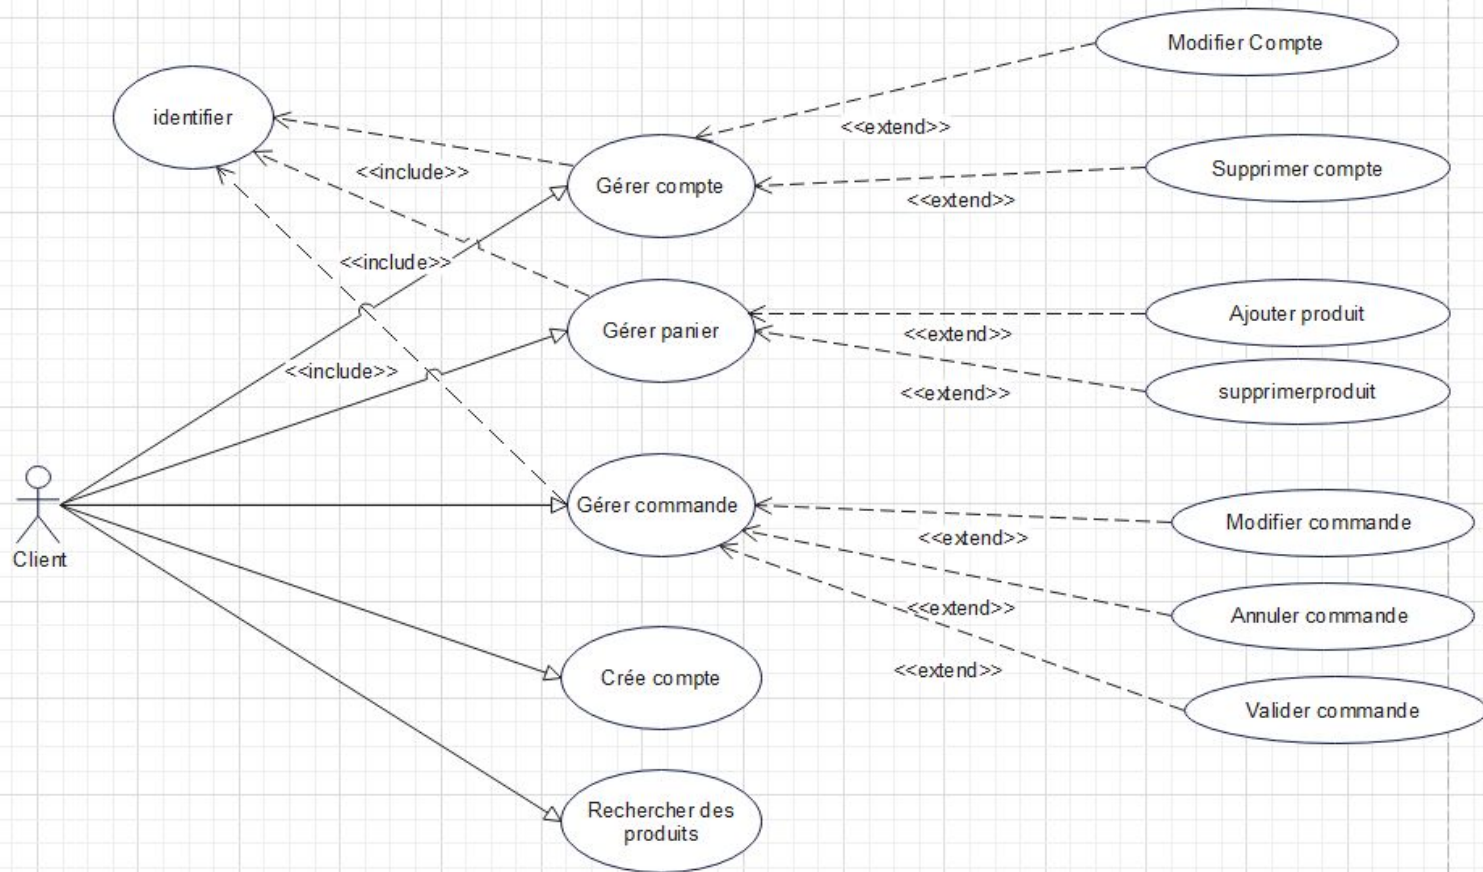 Modifier Compte
identifier
<<extend>>
<<include>>
Gérer compte
Supprimer compte
<<extend>>
<<include>>
Ajouter produit
Gérer panier
<<extend>>
<<include>>
<<extend>>
supprimerproduit
Gérer commande
Modifier commande
<<extend>>
Client
<<extend>>
Annuler commande
<<extend>>
Crée compte
Valider commande
Rechercher des
produits